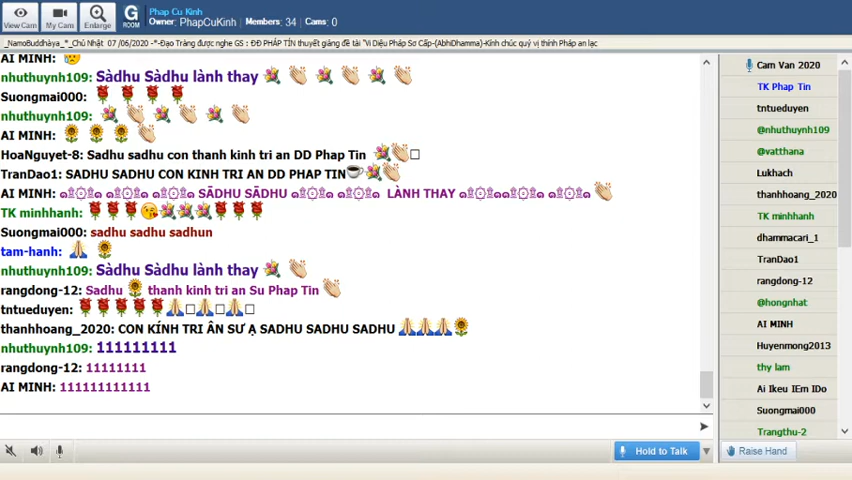 View Cam
My Cam
Enlarge
G ROOM
Phap Cu Kinh
Owner: PhapCuKinh
Members: 34
Cams: 0
_NamoBuddhàya_*_Chủ Nhật 07 /06/2020 -*-Đạo Tràng được nghe GS : ĐĐ PHÁP TÍN thuyết giảng đề tài "Vi Diệu Pháp Sơ Cấp-(AbhiDhamma)-Kính chúc quý vị thính Pháp an lạc
AI MINH:
nhuthuynh109: Sàdhu Sàdhu lành thay
Suongmai000:
nhuthuynh109:
AI MINH:
HoaNguyet-8: Sadhu sadhu con thanh kinh tri an DD Phap Tin
TranDao1: SADHU SADHU CON KINH TRI AN DD PHAP TIN
AI MINH: SĀDHU SĀDHU LÀNH THAY
TK minhhanh:
Suongmai000: sadhu sadhu sadhun
tam-hanh:
nhuthuynh109: Sàdhu Sàdhu lành thay
rangdong-12: Sadhu thanh kinh tri an Su Phap Tin
tntueduyen:
thanhhoang_2020: CON KÍNH TRI ÂN SƯ Ạ SADHU SADHU SADHU
nhuthuynh109: 111111111
rangdong-12: 11111111
AI MINH: 111111111111
Hold to Talk
Cam Van 2020
TK Phap Tin
tntueduyen
@nhuthuynh109
@vatthana
Lukhach
thanhhoang_2020
TK minhhanh
dhammacari_1
TranDao1
rangdong-12
@hongnhat
AI MINH
Huyenmong2013
thy lam
Ai Ikeu IEm IDo
Suongmai000
Trangthu-2
Raise Hand